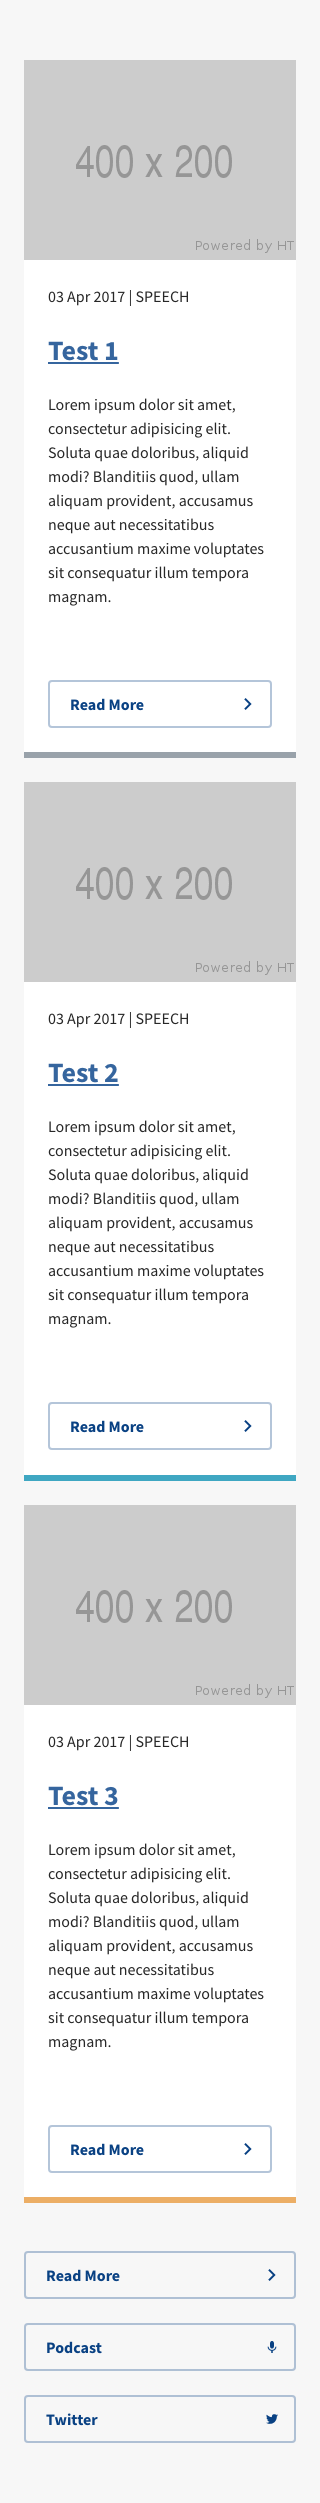 400 x 200
Powered by HT
03 Apr 2017 | SPEECH
Test 1
Lorem ipsum dolor sit amet,
consectetur adipisicing elit.
Soluta quae doloribus, aliquid
modi? Blanditiis quod, ullam
aliquam provident, accusamus
neque aut necessitatibus
accusantium maxime voluptates
sit consequatur illum tempora
magnam.
Read More
400 x 200
Powered by HT
03 Apr 2017 | SPEECH
Test 2
Lorem ipsum dolor sit amet,
consectetur adipisicing elit.
Soluta quae doloribus, aliquid
modi? Blanditiis quod, ullam
aliquam provident, accusamus
neque aut necessitatibus
accusantium maxime voluptates
sit consequatur illum tempora
magnam.
Read More
400 x 200
Powered by HT
03 Apr 2017 | SPEECH
Test 3
Lorem ipsum dolor sit amet,
consectetur adipisicing elit.
Soluta quae doloribus, aliquid
modi? Blanditiis quod, ullam
aliquam provident, accusamus
neque aut necessitatibus
accusantium maxime voluptates
sit consequatur illum tempora
magnam.
Read More
Read More
Podcast
Twitter